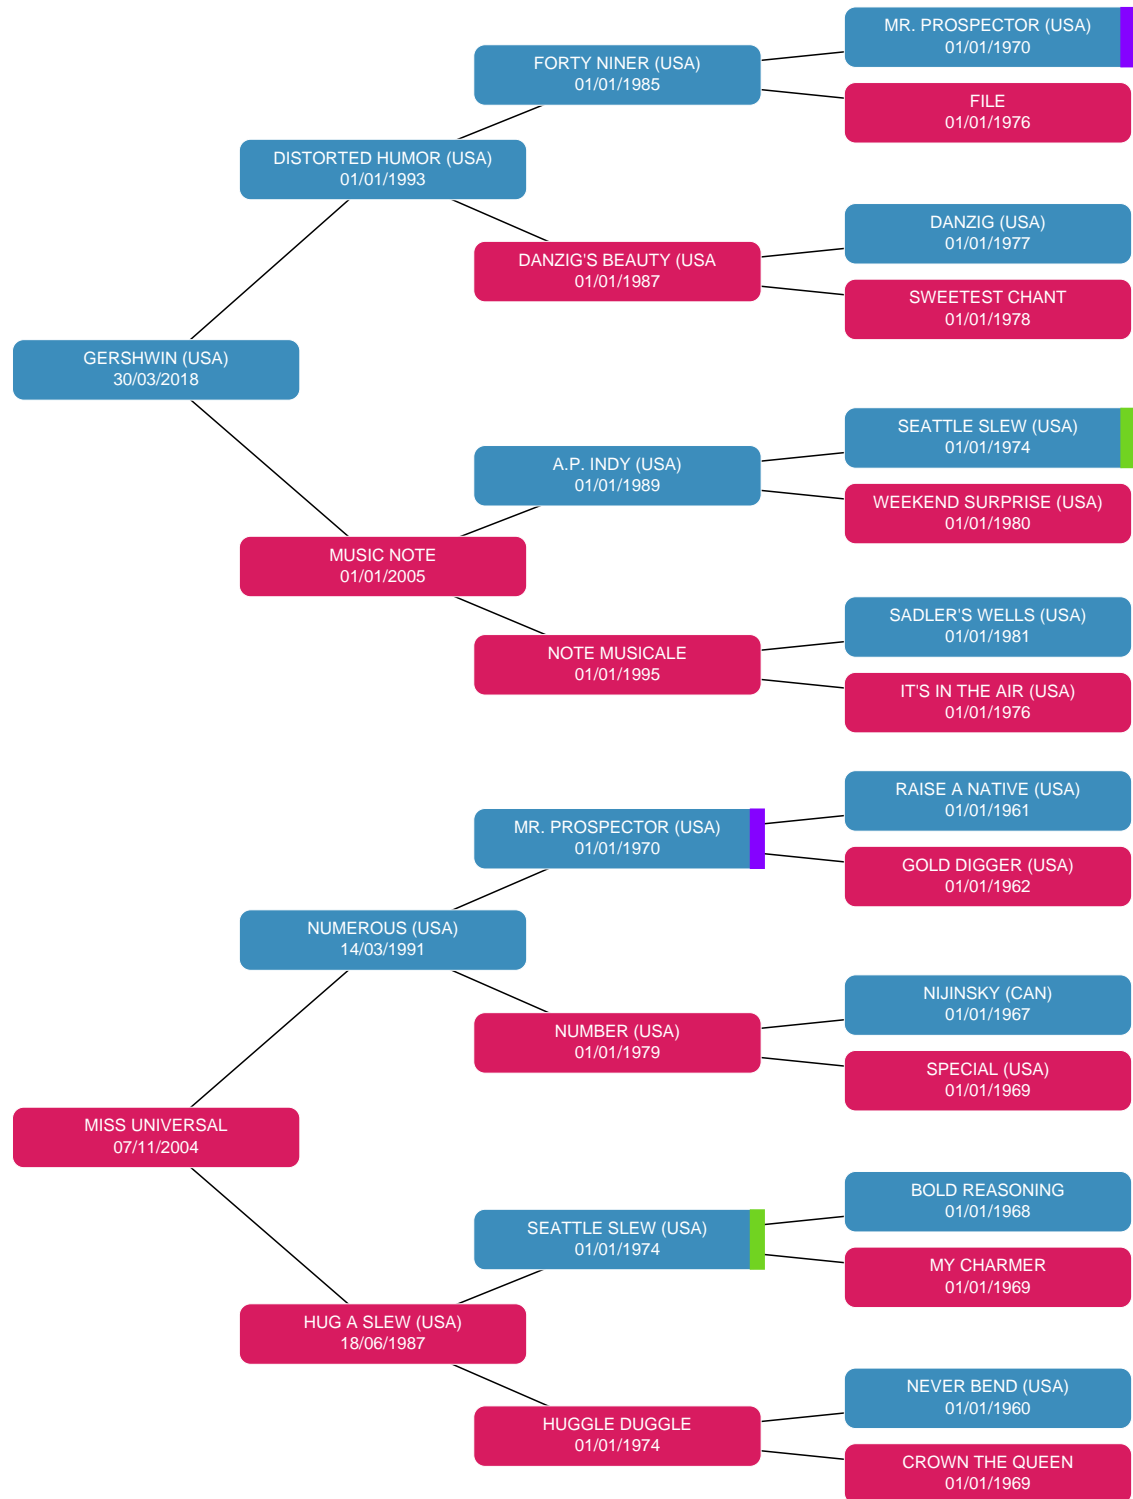 MR. PROSPECTOR (USA)
01/01/1970
FORTY NINER (USA)
01/01/1985
FILE
01/01/1976
DISTORTED HUMOR (USA)
01/01/1993
DANZIG (USA)
01/01/1977
DANZIG'S BEAUTY (USA
01/01/1987
SWEETEST CHANT
01/01/1978
GERSHWIN (USA)
30/03/2018
SEATTLE SLEW (USA)
01/01/1974
A.P. INDY (USA)
01/01/1989
WEEKEND SURPRISE (USA)
01/01/1980
MUSIC NOTE
01/01/2005
SADLER'S WELLS (USA)
01/01/1981
NOTE MUSICALE
01/01/1995
IT'S IN THE AIR (USA)
01/01/1976
RAISE A NATIVE (USA)
01/01/1961
MR. PROSPECTOR (USA)
01/01/1970
GOLD DIGGER (USA)
01/01/1962
NUMEROUS (USA)
14/03/1991
NIJINSKY (CAN)
01/01/1967
NUMBER (USA)
01/01/1979
SPECIAL (USA)
01/01/1969
MISS UNIVERSAL
07/11/2004
BOLD REASONING
01/01/1968
SEATTLE SLEW (USA)
01/01/1974
MY CHARMER
01/01/1969
HUG A SLEW (USA)
18/06/1987
NEVER BEND (USA)
01/01/1960
HUGGLE DUGGLE
01/01/1974
CROWN THE QUEEN
01/01/1969